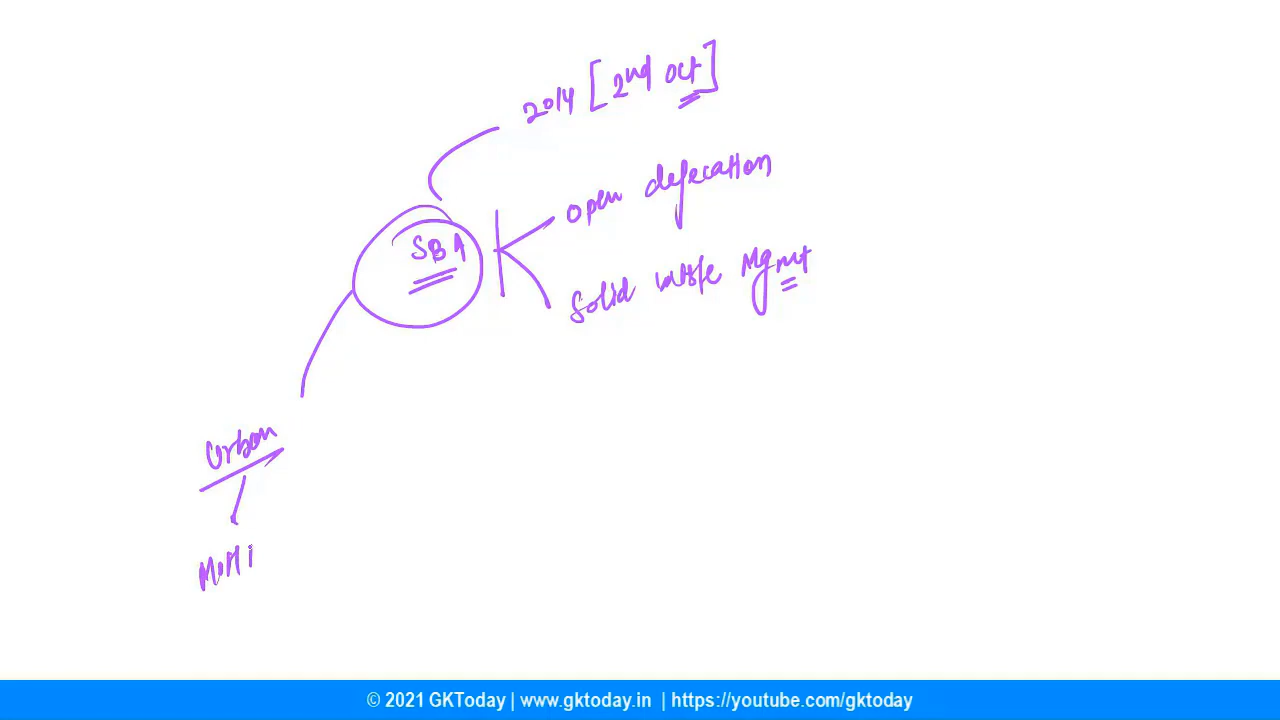 2014 [2nd Oct]
Open defecation
SBA
Solid waste Mgmt
Urban
© 2021 GKToday | www.gktoday.in | https://youtube.com/gktoday